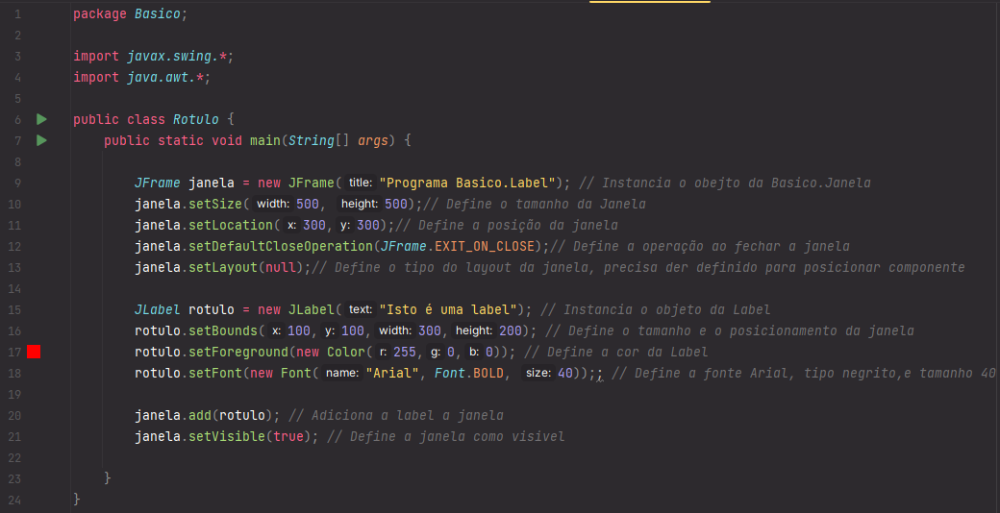 1 package Basico;
2
3 import javax.swing.*;
4 import java.awt.*;
5
6 public class Rotulo {
7 public static void main(String[] args) {
8
9 JFrame janela = new JFrame( title: "Programa Basico.Label"); // Instancia o obejto da Basico.Janela
10 janela.setSize( width: 500, height: 500);// Define o tamanho da Janela
11 janela.setLocation( x: 300, y: 300);// Define a posição da janela
12 janela.setDefaultCloseOperation(JFrame.EXIT_ON_CLOSE);// Define a operação ao fechar a janela
13 janela.setLayout(null);// Define o tipo do layout da janela, precisa der definido para posicionar componente
14
15 JLabel rotulo = new JLabel( text: "Isto é uma label"); // Instancia o objeto da Label
16 rotulo.setBounds( x: 100, y: 100, width: 300, height: 200); // Define o tamanho e o posicionamento da janela
17 rotulo.setForeground(new Color( r: 255, g: 0, b: 0)); // Define a cor da Label
18 rotulo.setFont(new Font( name: "Arial", Font.BOLD, size: 40));; // Define a fonte Arial, tipo negrito,e tamanho 40
19
20 janela.add(rotulo); // Adiciona a label a janela
21 janela.setVisible(true); // Define a janela como visivel
22
23 }
24 }